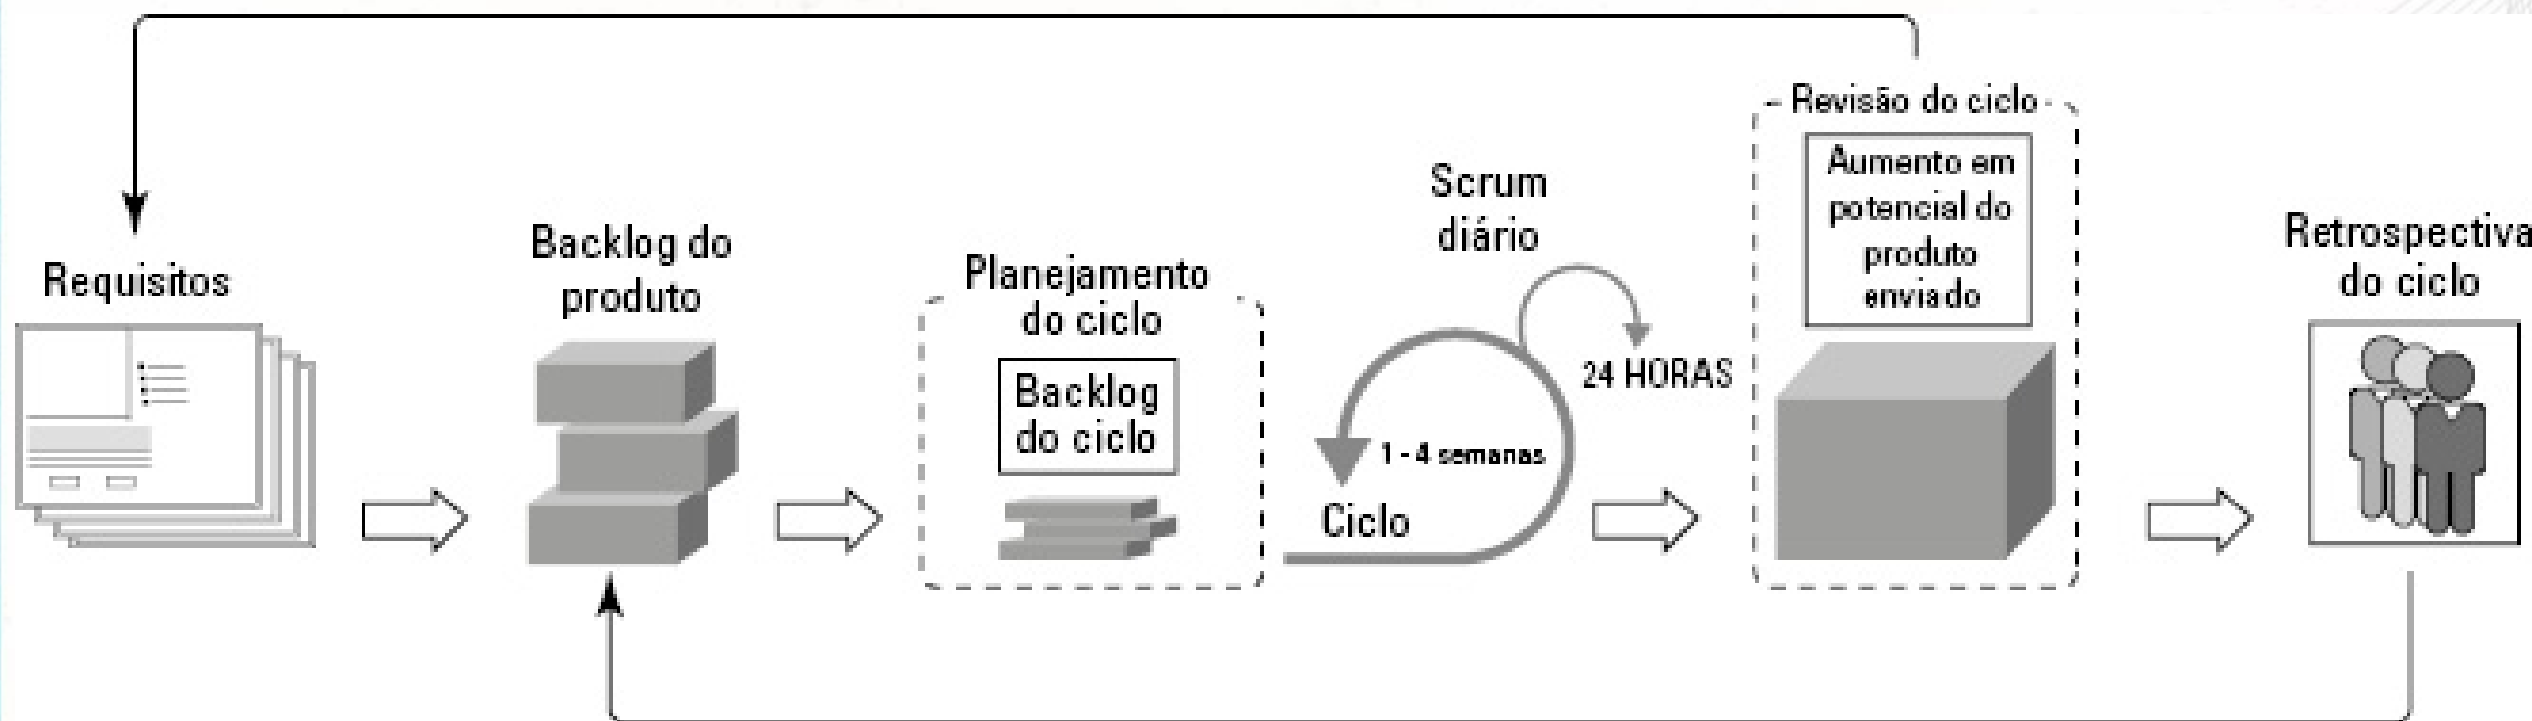 Requisitos
Backlog do
produto
Planejamento
do ciclo
Backlog
do ciclo
Scrum
diário
24 HORAS
1 - 4 semanas
Ciclo
Revisão do ciclo
Aumento em
potencial do
produto
enviado
Retrospectiva
do ciclo